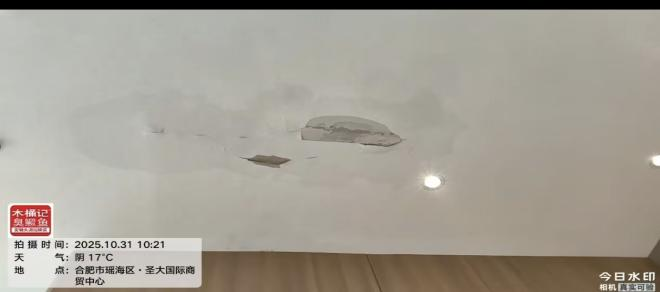 木桶记
臭鳜鱼
拍摄时间：2025.10.31 10:21
天气：阴 17°C
地点：合肥市瑶海区·圣大国际商
贸中心
今日水印
相机 真实可验